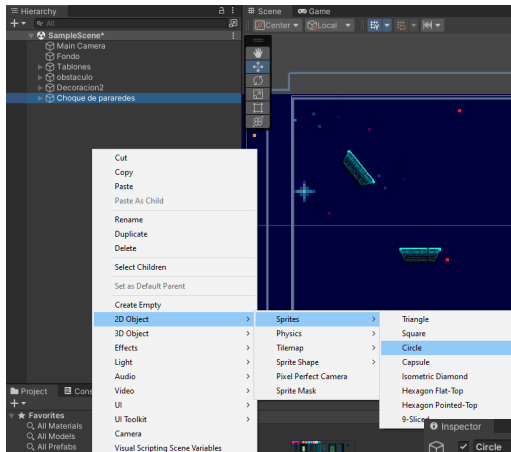 Hierarchy
All
SampleScene*
Main Camera
Fondo
Tablones
obstaculo
Decoracion2
Choque de pararedes
Scene
Game
Center
Local
Cut
Copy
Paste
Paste As Child
Rename
Duplicate
Delete
Select Children
Set as Default Parent
Create Empty
2D Object
3D Object
Effects
Light
Audio
Video
UI
UI Toolkit
Camera
Visual Scripting Scene Variables
Sprites
Physics
Tilemap
Sprite Shape
Pixel Perfect Camera
Sprite Mask
Triangle
Square
Circle
Capsule
Isometric Diamond
Hexagon Flat-Top
Hexagon Pointed-Top
9-Sliced
Project
Cons
Favorites
All Materials
All Models
All Prefabs
Inspector
Circle